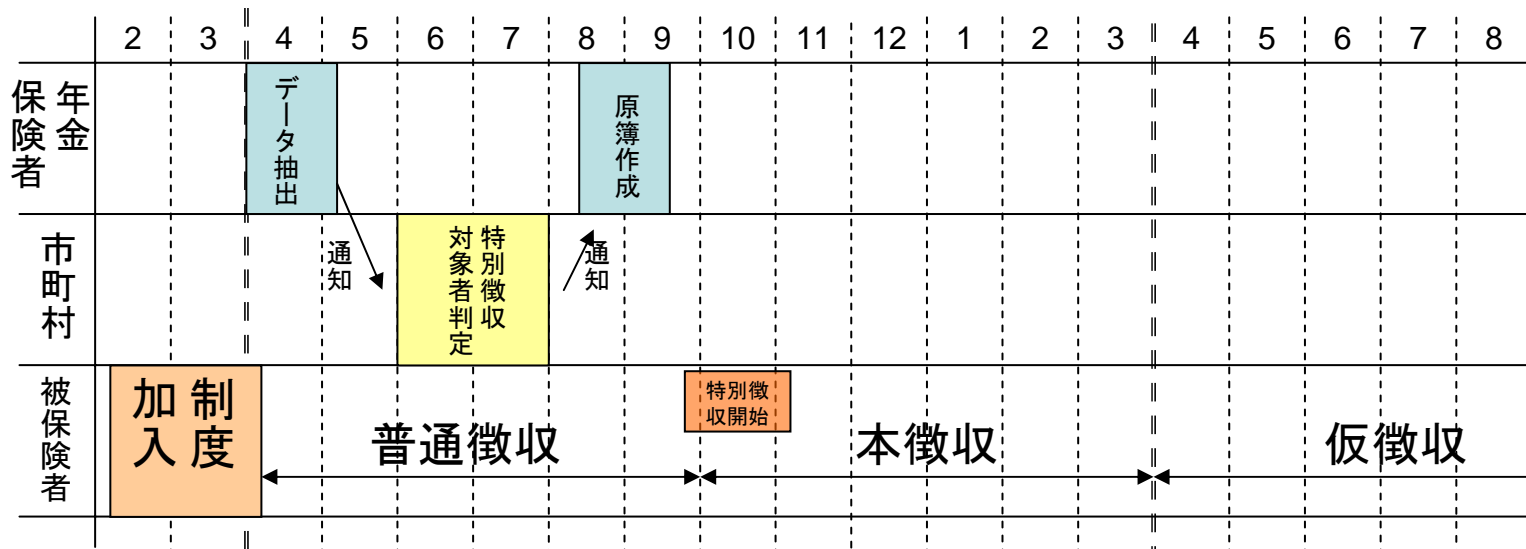 2 3 4 5 6 7 8 9 10 11 12 1 2 3 4 5 6 7 8
年金
保険者
データ抽出
原簿作成
市町村
通知
特別徴収
対象者判定
通知
被保険者
制度
加入
特別徴
収開始
普通徴収
本徴収
仮徴収